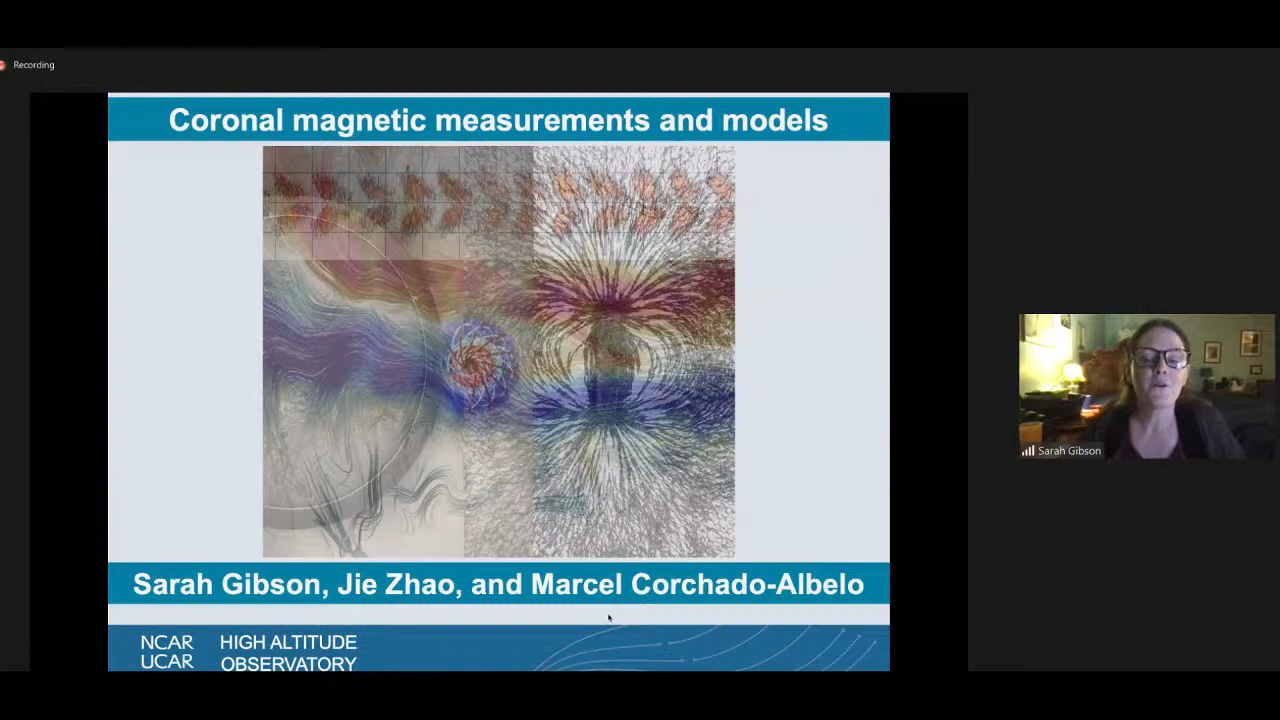 Recording
Coronal magnetic measurements and models
Sarah Gibson
Sarah Gibson, Jie Zhao, and Marcel Corchado-Albelo
NCAR HIGH ALTITUDE
UCAR OBSERVATORY